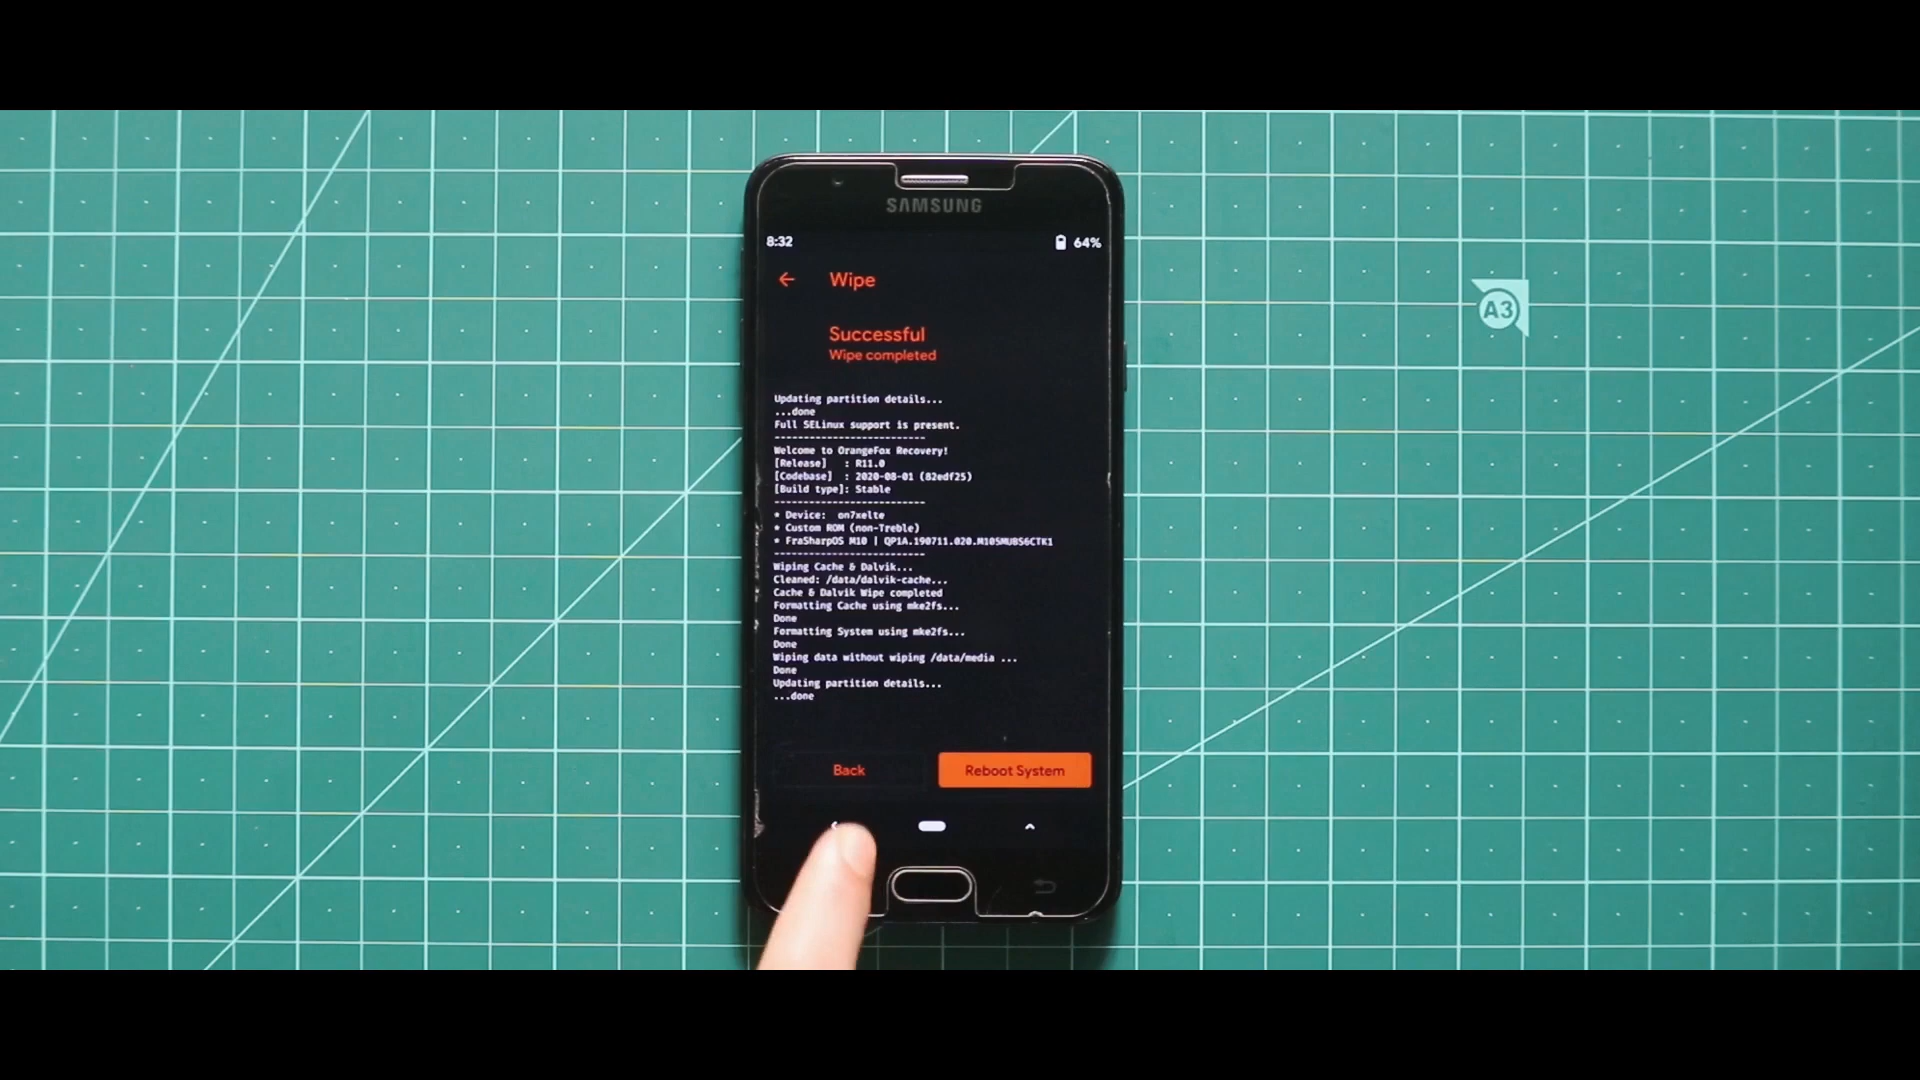 SAMSUNG
8:32
64%
Wipe
Successful
Wipe completed
Updating partition details...
...done
Full SELinux support is present.
--------------------------
Welcome to OrangeFox Recovery!
[Release]   : R11.0
[Codebase]  : 2020-08-01 (82edf25)
[Build type]: Stable
--------------------------
* Device:  on7xelte
* Custom ROM (non-Treble)
* FraSharpOS M10 | QP1A.190711.020.M105MUBS6CTK1
--------------------------
Wiping Cache & Dalvik...
Cleaned: /data/dalvik-cache...
Cache & Dalvik Wipe completed
Formatting Cache using mke2fs...
Done
Formatting System using mke2fs...
Done
Wiping data without wiping /data/media ...
Done
Updating partition details...
...done
Back
Reboot System
A3